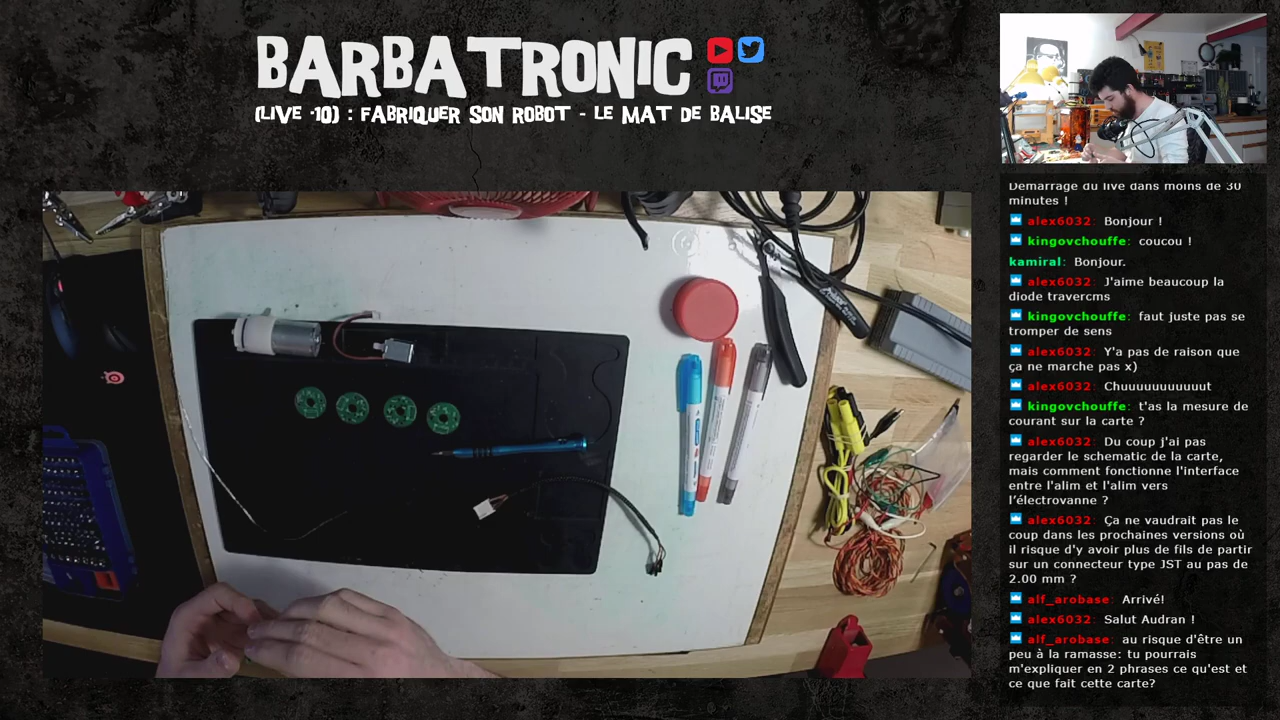 BARBATRONIC
(LIVE -10) : FABRIQUER SON ROBOT - LE MAT DE BALISE
Démarrage du live dans moins de 30
minutes !
alex6032: Bonjour !
kingovchouffe: coucou !
kamiral: Bonjour.
alex6032: J'aime beaucoup la
diode travercms
kingovchouffe: faut juste pas se
tromper de sens
alex6032: Y'a pas de raison que
ça ne marche pas x)
alex6032: Chuuuuuuuuuut
kingovchouffe: t'as la mesure de
courant sur la carte ?
alex6032: Du coup j'ai pas
regarder le schematic de la carte,
mais comment fonctionne l'interface
entre l'alim et l'alim vers
l'électrovanne ?
alex6032: Ça ne vaudrait pas le
coup dans les prochaines versions où
il risque d'y avoir plus de fils de partir
sur un connecteur type JST au pas de
2.00 mm ?
alf_arobase: Arrivé!
alex6032: Salut Audran !
alf_arobase: au risque d'être un
peu à la ramasse: tu pourrais
m'expliquer en 2 phrases ce qu'est et
ce que fait cette carte?